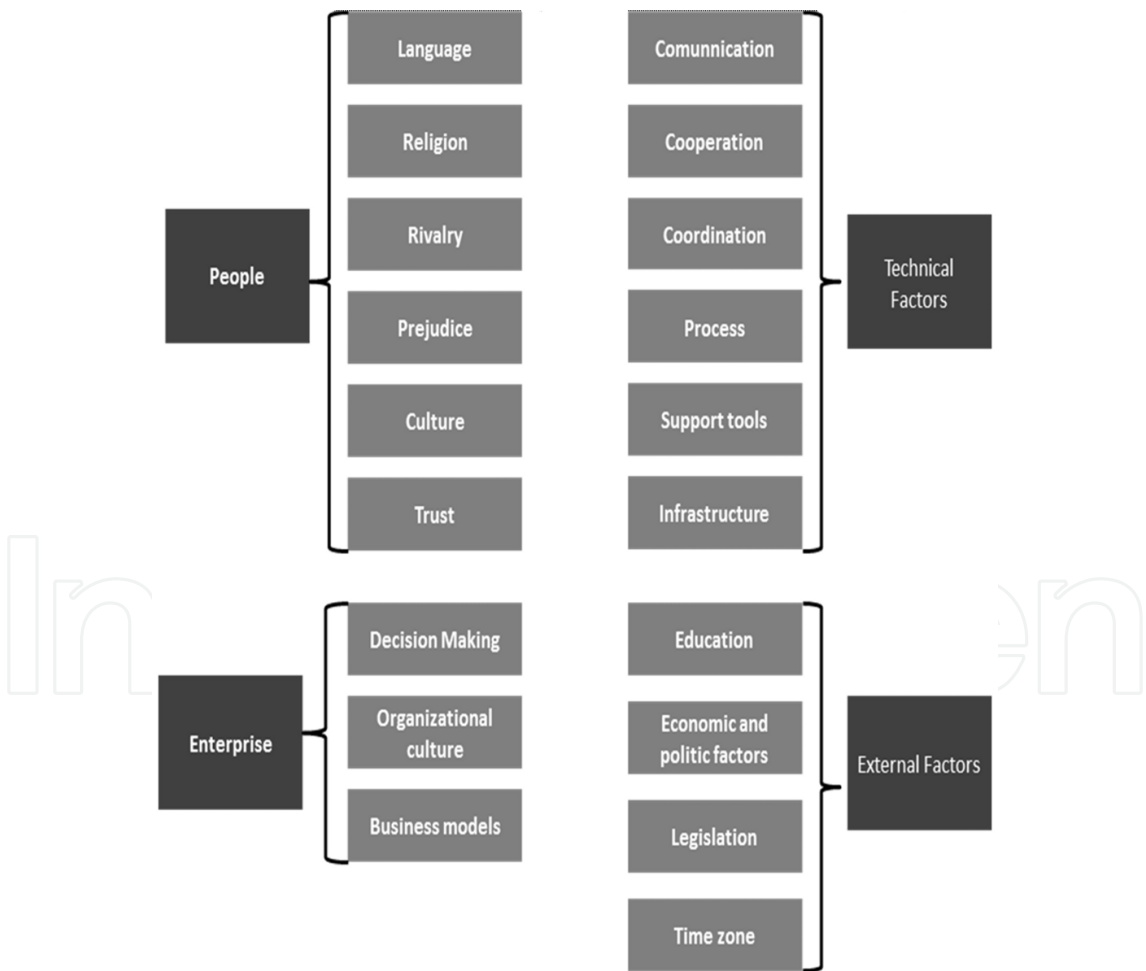 People
Language
Religion
Rivalry
Prejudice
Culture
Trust
Comunnication
Cooperation
Coordination
Process
Support tools
Infrastructure
Technical
Factors
Enterprise
Decision Making
Organizational
culture
Business models
Education
Economic and
politic factors
Legislation
Time zone
External Factors